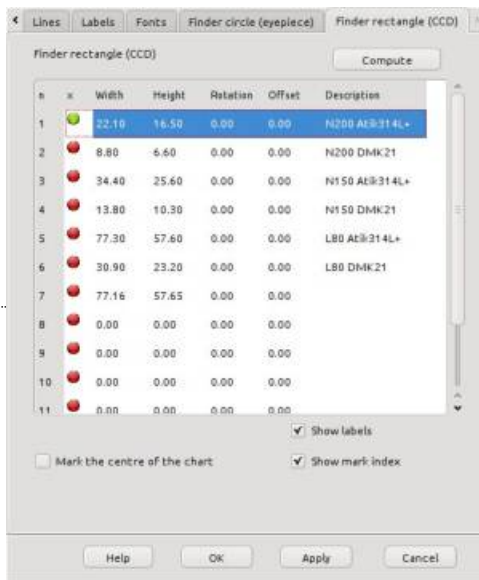 Lines Labels Fonts Finder circle (eyepiece) Finder rectangle (CCD)
Finder rectangle (CCD) Compute
n x Width Height Rotation Offset Description
1 22.10 16.50 0.00 0.00 N200 Atik314L+
2 8.80 6.60 0.00 0.00 N200 DMK21
3 34.40 25.60 0.00 0.00 N150 Atik314L+
4 13.80 10.30 0.00 0.00 N150 DMK21
5 77.30 57.60 0.00 0.00 L80 Atik314L+
6 30.90 23.20 0.00 0.00 L80 DMK21
7 77.16 57.65 0.00 0.00
8 0.00 0.00 0.00 0.00
9 0.00 0.00 0.00 0.00
10 0.00 0.00 0.00 0.00
11 0.00 0.00 0.00 0.00
Show labels
Mark the centre of the chart Show mark index
Help OK Apply Cancel